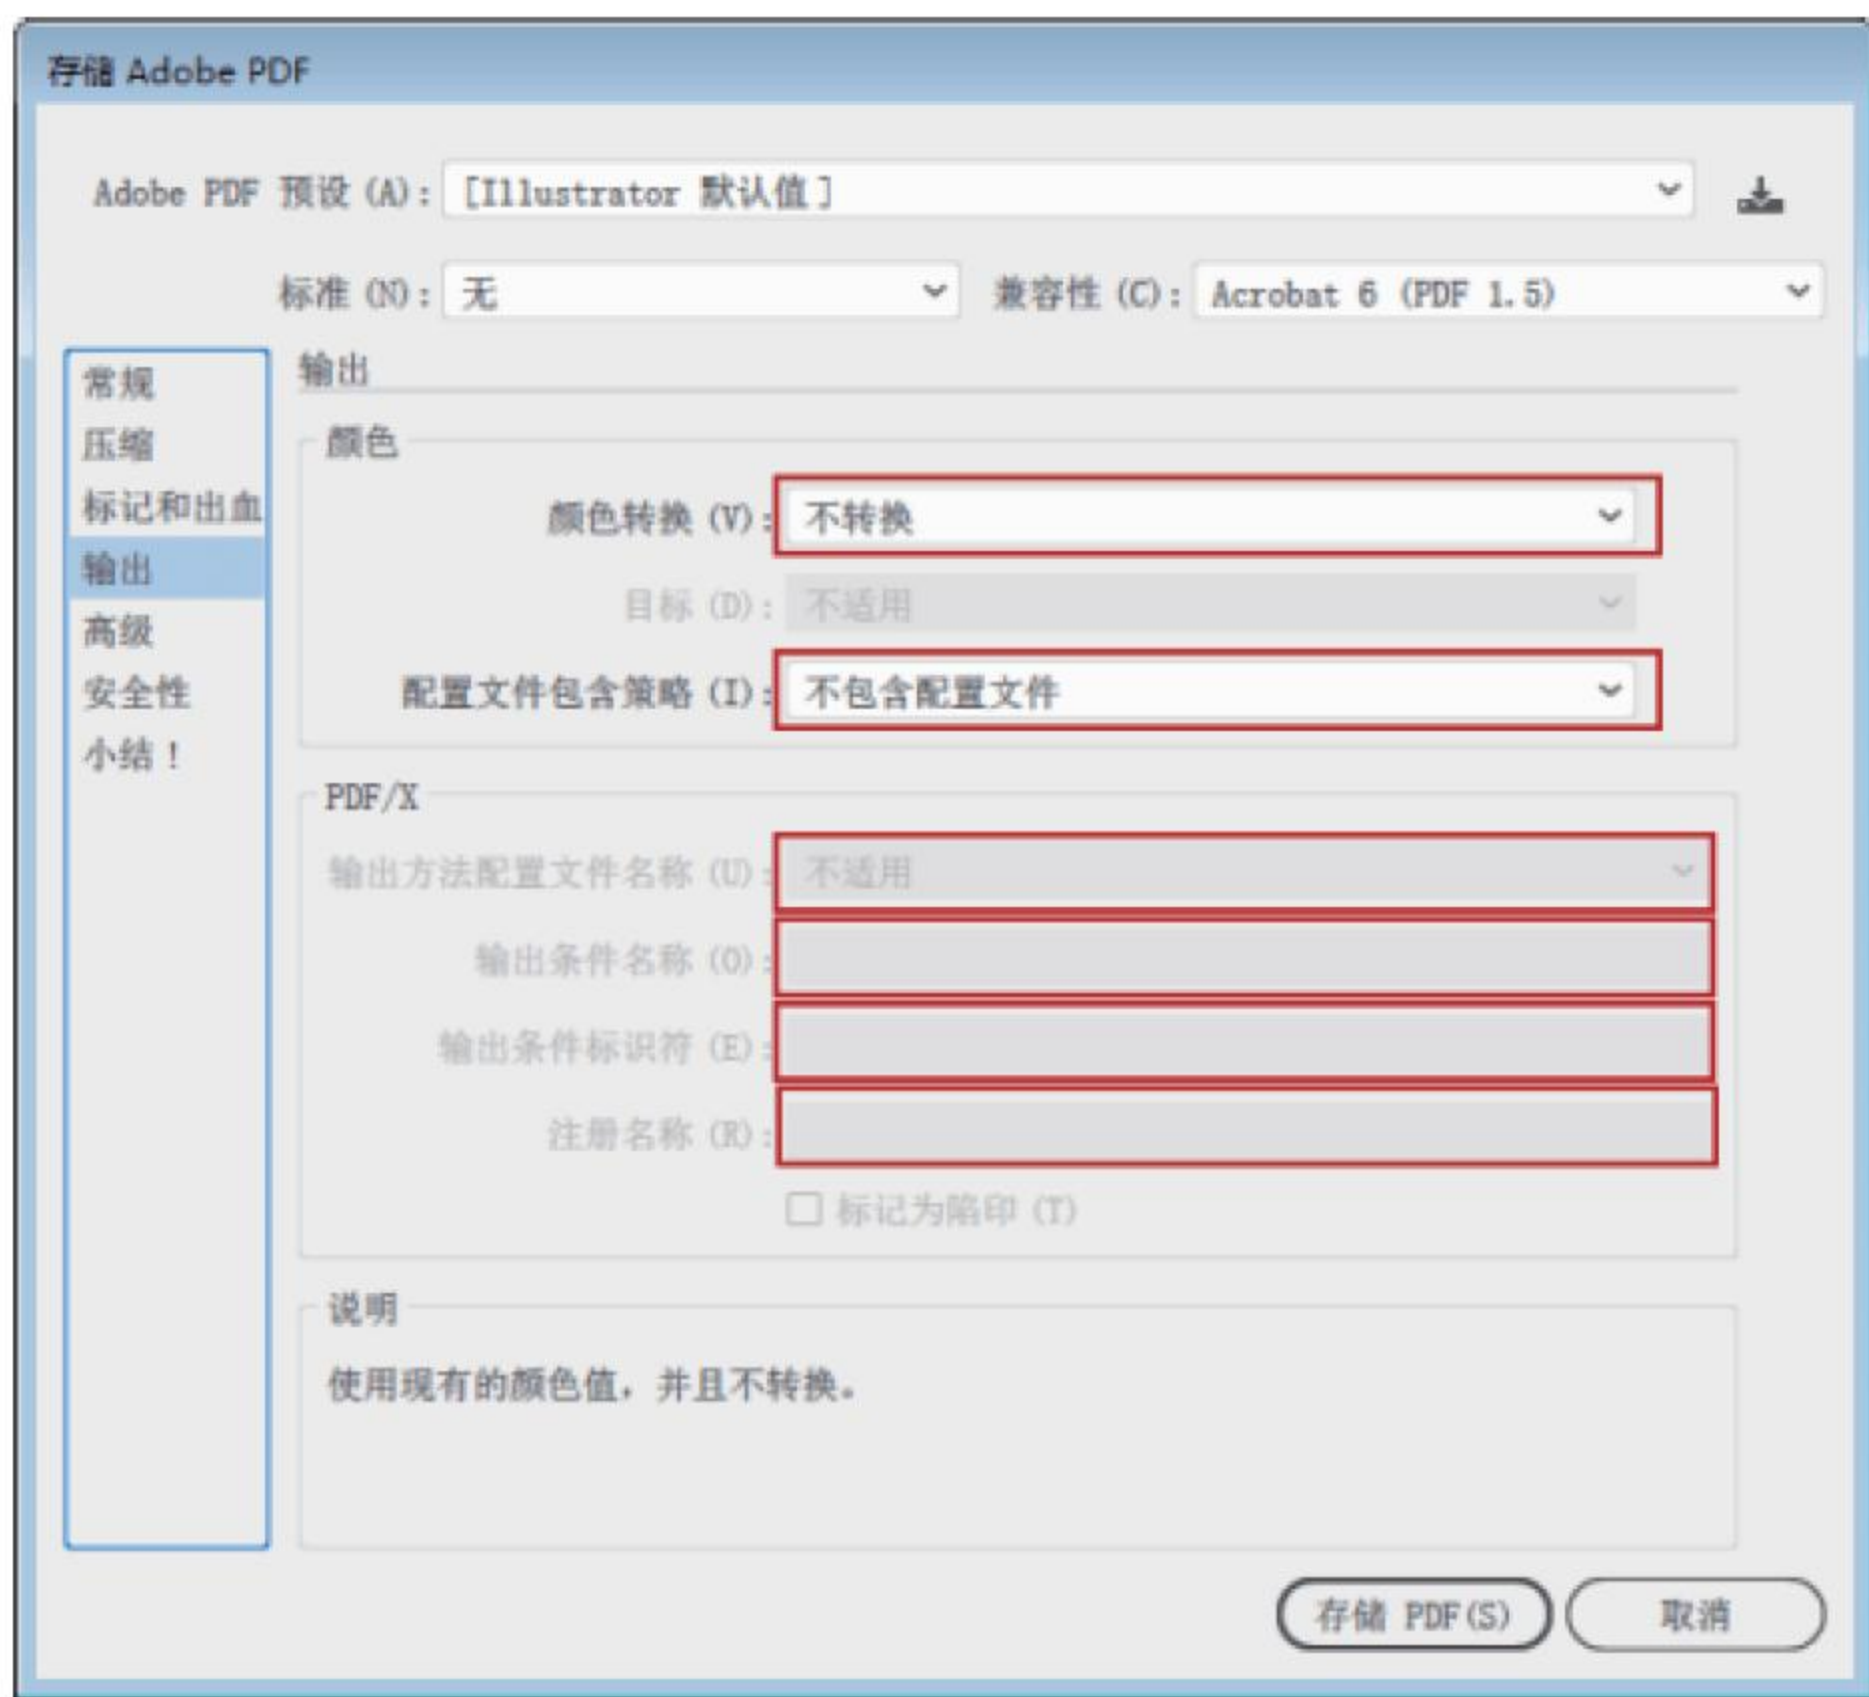 存储 Adobe PDF
Adobe PDF 预设(A): [Illustrator 默认值]
标准(N): 无 兼容性(C): Acrobat 6 (PDF 1.5)
常规
压缩
标记和出血
输出
高级
安全性
小结!
输出
颜色
颜色转换(V): 不转换
目标(D): 不适用
配置文件包含策略(I): 不包含配置文件
PDF/X
输出方法配置文件名称(U): 不适用
输出条件名称(O):
输出条件标识符(E):
注册名称(R):
标记为陷印(T)
说明
使用现有的颜色值，并且不转换。
存储 PDF(S) 取消